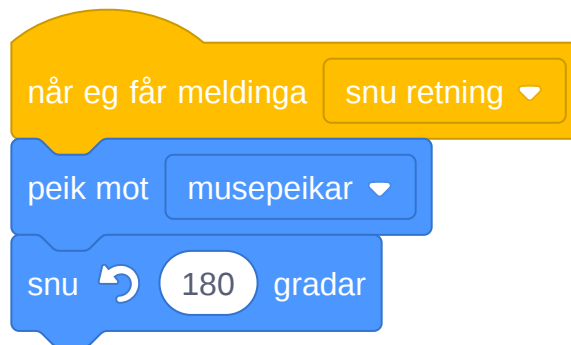 når eg får meldinga snu retning
peik mot musepeikar
snu 180 gradar